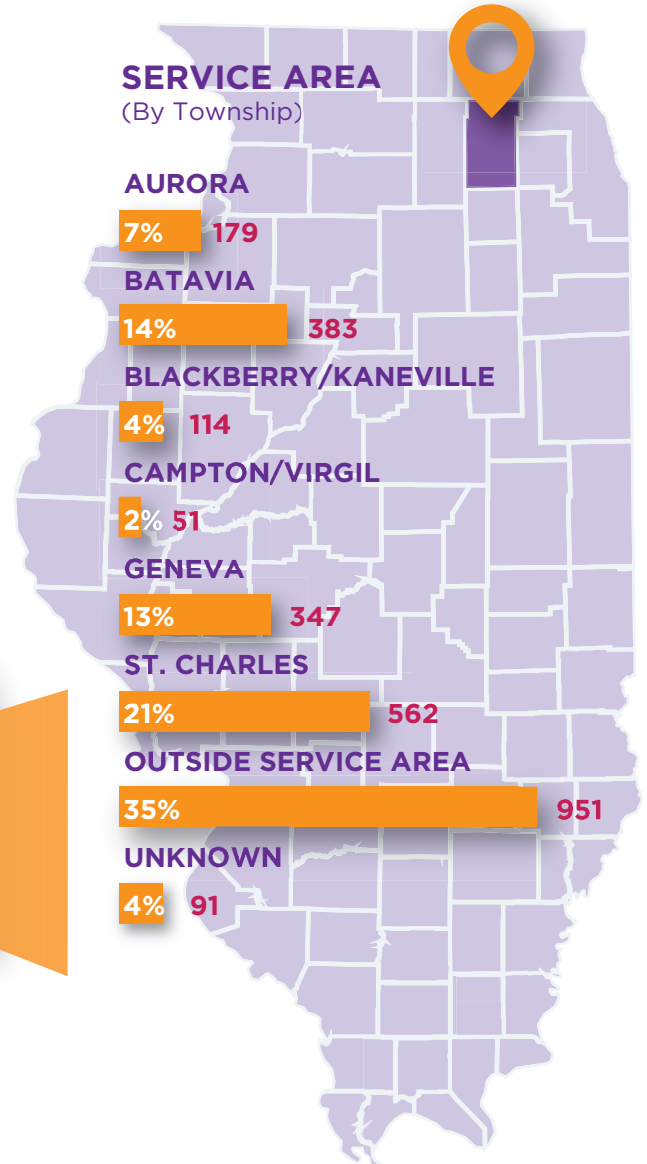 SERVICE AREA
(By Township)
AURORA
7% 179
BATAVIA
14% 383
BLACKBERRY/KANEVILLE
4% 114
CAMPTON/VIRGIL
2% 51
GENEVA
13% 347
ST. CHARLES
21% 562
OUTSIDE SERVICE AREA
35% 951
UNKNOWN
4% 91